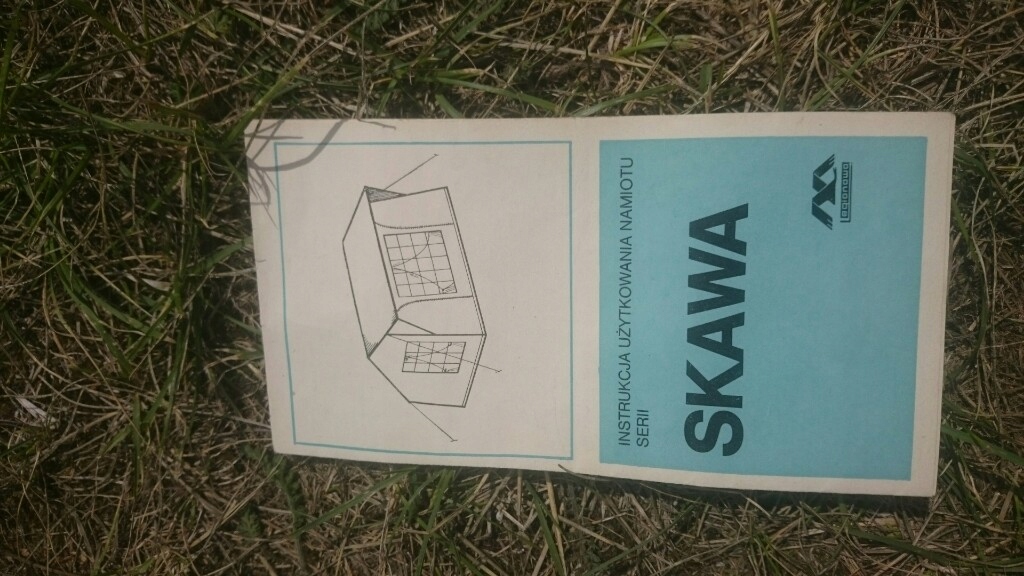 INSTRUKCJA UŻYTKOWANIA NAMIOTU
SERII
SKAWA